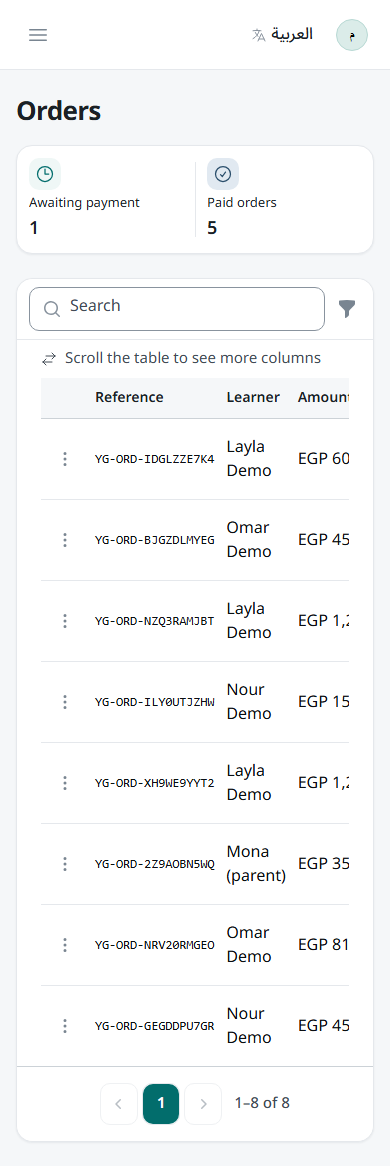 العربية
م
Orders
Awaiting payment
1
Paid orders
5
Search
Scroll the table to see more columns
Reference Learner Amount
YG-ORD-IDGLZZE7K4 Layla Demo EGP 60
YG-ORD-BJGZDLMYEG Omar Demo EGP 45
YG-ORD-NZQ3RAMJBT Layla Demo EGP 1,2
YG-ORD-ILY0UTJZHW Nour Demo EGP 15
YG-ORD-XH9WE9YYT2 Layla Demo EGP 1,2
YG-ORD-2Z9AOBN5WQ Mona (parent) EGP 35
YG-ORD-NRV20RMGEO Omar Demo EGP 81
YG-ORD-GEGDDPU7GR Nour Demo EGP 45
1
1–8 of 8